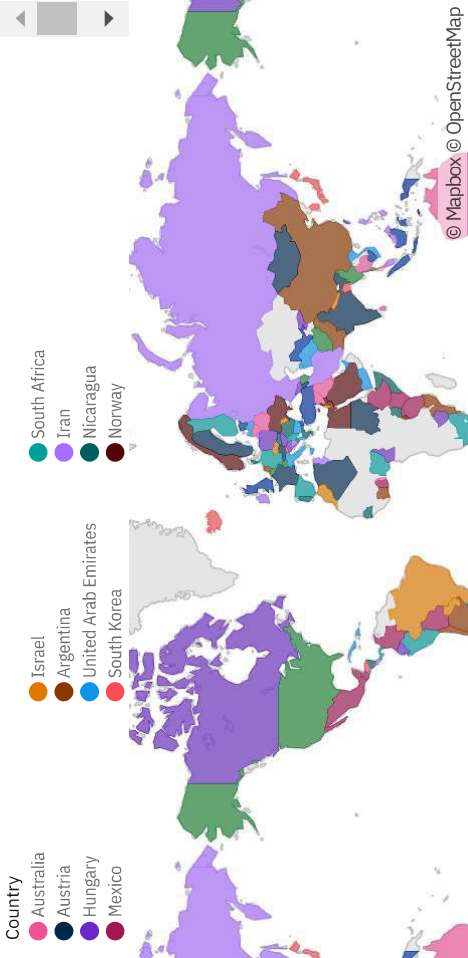 Country
Australia
Austria
Hungary
Mexico
Israel
Argentina
United Arab Emirates
South Korea
South Africa
Iran
Nicaragua
Norway
© Mapbox © OpenStreetMap